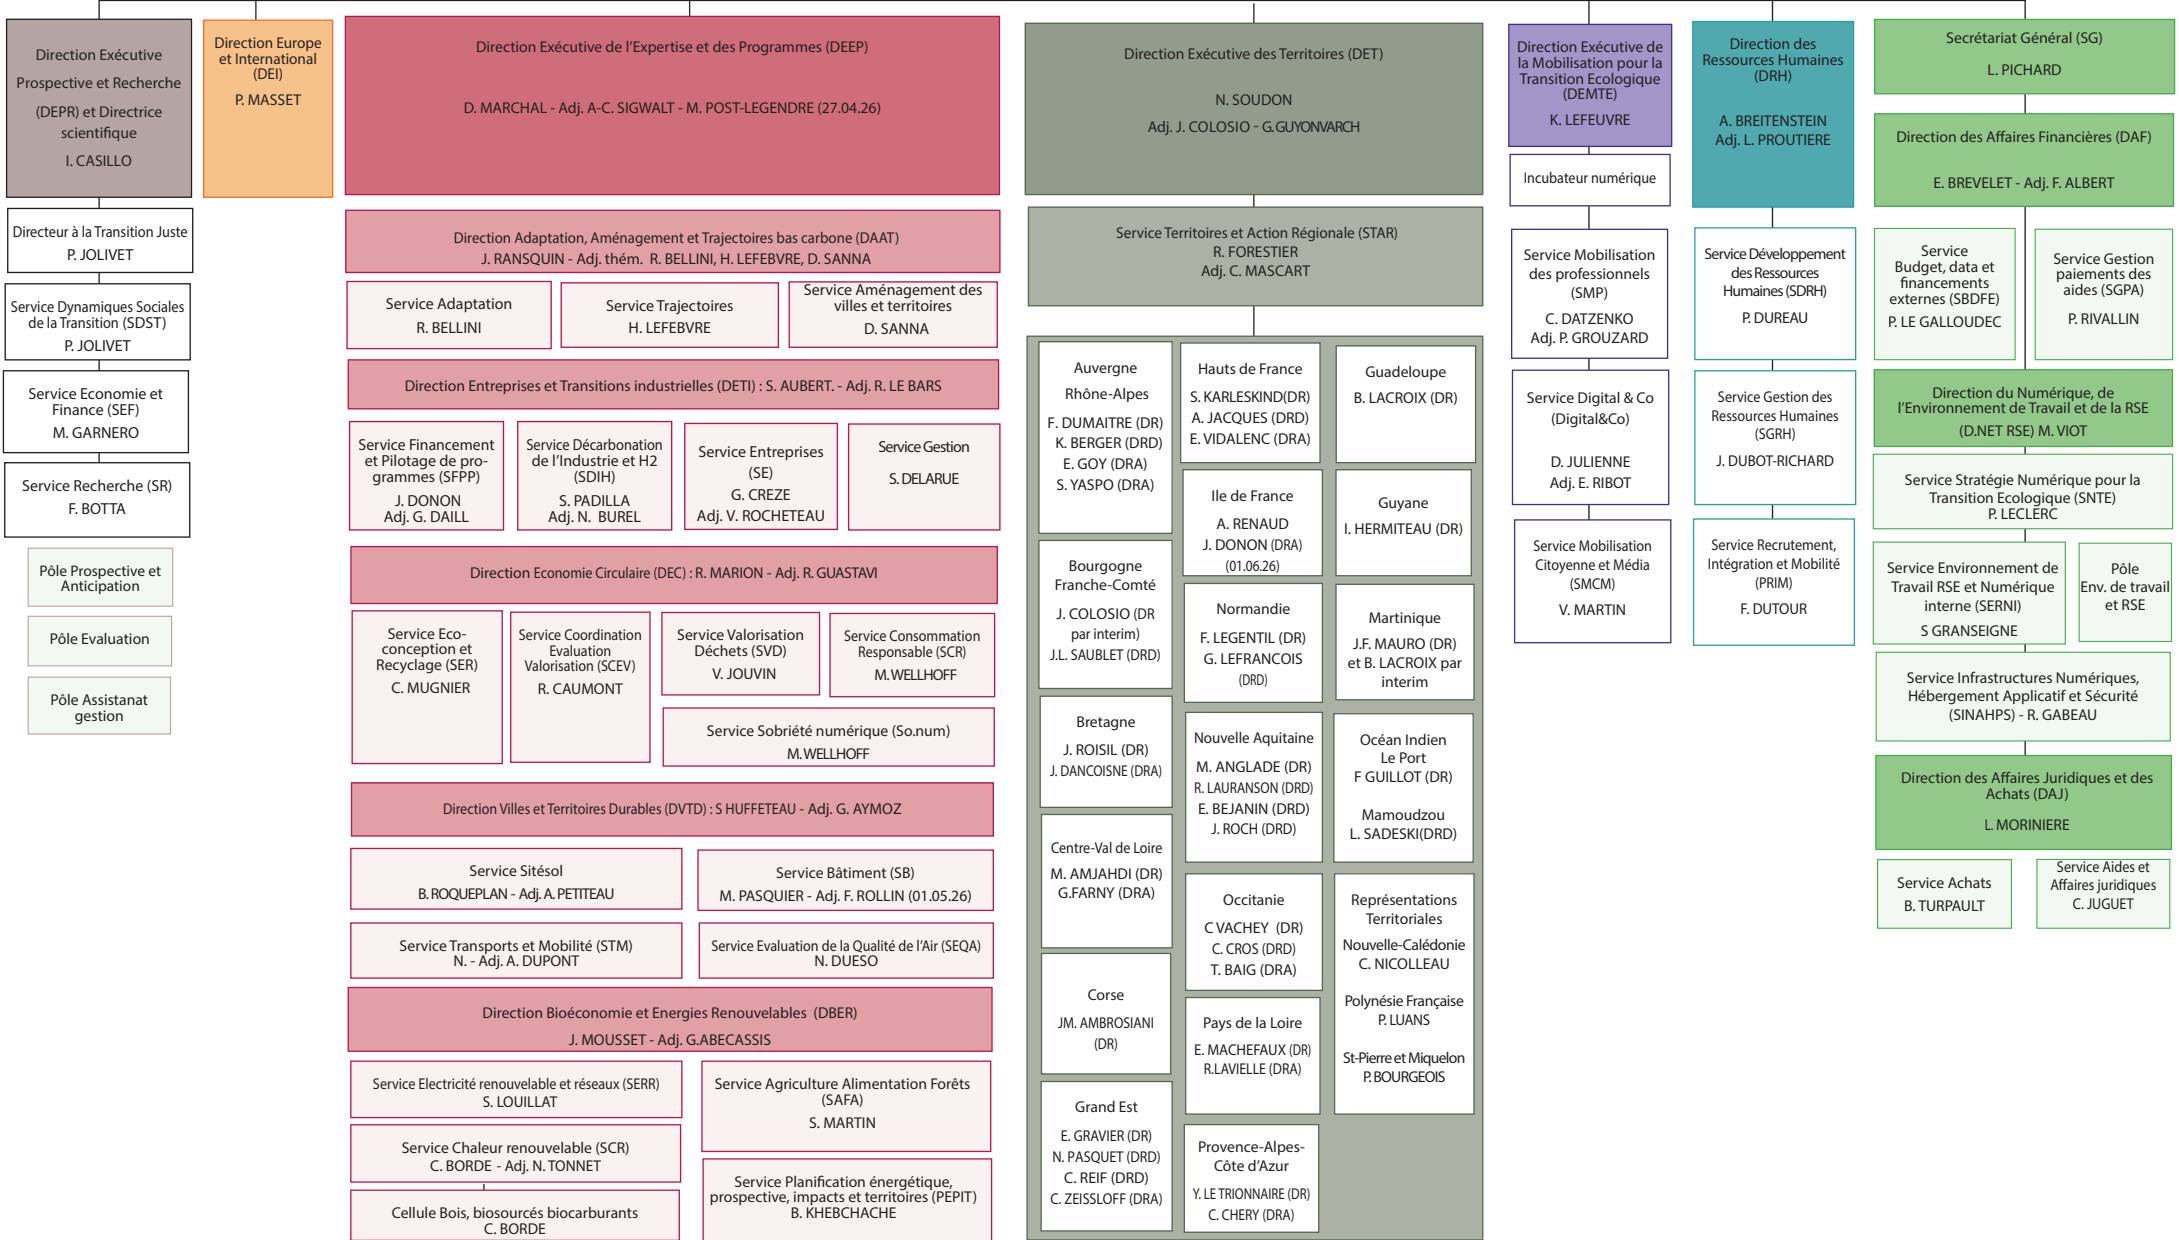 Direction Exécutive
Prospective et Recherche
(DEPR) et Directrice
scientifique
I. CASILLO
Directeur à la Transition Juste
P. JOLIVET
Service Dynamiques Sociales
de la Transition (SDST)
P. JOLIVET
Service Economie et
Finance (SEF)
M. GARNERO
Service Recherche (SR)
F. BOTTA
Pôle Prospective et
Anticipation
Pôle Evaluation
Pôle Assistanat
gestion
Direction Europe
et International
(DEI)
P. MASSET
Direction Exécutive de l'Expertise et des Programmes (DEEP)
D. MARCHAL - Adj. A-C. SIGWALT - M. POST-LEGENDRE (27.04.26)
Direction Adaptation, Aménagement et Trajectoires bas carbone (DAAT)
J. RANSQUIN - Adj. thém. R. BELLINI, H. LEFEBVRE, D. SANNA
Service Adaptation
R. BELLINI
Service Trajectoires
H. LEFEBVRE
Service Aménagement des
villes et territoires
D. SANNA
Direction Entreprises et Transitions industrielles (DETI) : S. AUBERT. - Adj. R. LE BARS
Service Financement
et Pilotage de pro-
grammes (SFPP)
J. DONON
Adj. G. DAILL
Service Décarbonation
de l'Industrie et H2
(SDIH)
S. PADILLA
Adj. N. BUREL
Service Entreprises
(SE)
G. CREZE
Adj. V. ROCHETEAU
Service Gestion
S. DELARUE
Direction Economie Circulaire (DEC) : R. MARION - Adj. R. GUASTAVI
Service Eco-
conception et
Recyclage (SER)
C. MUGNIER
Service Coordination
Evaluation
Valorisation (SCEV)
R. CAUMONT
Service Valorisation
Déchets (SVD)
V. JOUVIN
Service Consommation
Responsable (SCR)
M. WELLHOFF
Service Sobriété numérique (So.num)
M. WELLHOFF
Direction Villes et Territoires Durables (DVTD) : S HUFFETEAU - Adj. G. AYMOZ
Service Sitésol
B. ROQUEPLAN - Adj. A. PETITEAU
Service Bâtiment (SB)
M. PASQUIER - Adj. F. ROLLIN (01.05.26)
Service Transports et Mobilité (STM)
N. - Adj. A. DUPONT
Service Evaluation de la Qualité de l'Air (SEQA)
N. DUESO
Direction Bioéconomie et Energies Renouvelables (DBER)
J. MOUSSET - Adj. G.ABECASSIS
Service Electricité renouvelable et réseaux (SERR)
S. LOUILLAT
Service Chaleur renouvelable (SCR)
C. BORDE - Adj. N. TONNET
Cellule Bois, biosourcés biocarburants
C. BORDE
Service Agriculture Alimentation Forêts
(SAFA)
S. MARTIN
Service Planification énergétique,
prospective, impacts et territoires (PEPIT)
B. KHEBCHACHE
Direction Exécutive des Territoires (DET)
N. SOUDON
Adj. J. COLOSIO - G. GUYONVARCH
Service Territoires et Action Régionale (STAR)
R. FORESTIER
Adj. C. MASCART
Auvergne
Rhône-Alpes
F. DUMAITRE (DR)
K. BERGER (DRD)
E. GOY (DRA)
S. YASPO (DRA)
Bourgogne
Franche-Comté
J. COLOSIO (DR
par interim)
J.L. SAUBLET (DRD)
Bretagne
J. ROISIL (DR)
J. DANCOISNE (DRA)
Centre-Val de Loire
M. AMJAHDI (DR)
G.FARNY (DRA)
Corse
JM. AMBROSIANI
(DR)
Grand Est
E. GRAVIER (DR)
N. PASQUET (DRD)
C. REIF (DRD)
C. ZEISSLOFF (DRA)
Hauts de France
S. KARLESKIND(DR)
A. JACQUES (DRD)
E. VIDALENC (DRA)
Ile de France
A. RENAUD
J. DONON (DRA)
(01.06.26)
Normandie
F. LEGENTIL (DR)
G. LEFRANCOIS
(DRD)
Nouvelle Aquitaine
M. ANGLADE (DR)
R. LAURANSON (DRD)
E. BEJANIN (DRD)
J. ROCH (DRD)
Occitanie
C VACHEY (DR)
C. CROS (DRD)
T. BAIG (DRA)
Pays de la Loire
E. MACHEFAUX (DR)
R.LAVIELLE (DRA)
Provence-Alpes-
Côte d'Azur
Y. LE TRIONNAIRE (DR)
C. CHERY (DRA)
Guadeloupe
B. LACROIX (DR)
Guyane
I. HERMITEAU (DR)
Martinique
J.F. MAURO (DR)
et B. LACROIX par
interim
Océan Indien
Le Port
F GUILLOT (DR)
Mamoudzou
L. SADESKI(DRD)
Représentations
Territoriales
Nouvelle-Calédonie
C. NICOLLEAU
Polynésie Française
P. LUANS
St-Pierre et Miquelon
P. BOURGEOIS
Direction Exécutive de
la Mobilisation pour la
Transition Ecologique
(DEMTE)
K. LEFEUVRE
Incubateur numérique
Service Mobilisation
des professionnels
(SMP)
C. DATZENKO
Adj. P. GROUZARD
Service Digital & Co
(Digital&Co)
D. JULIENNE
Adj. E. RIBOT
Service Mobilisation
Citoyenne et Média
(SMCM)
V. MARTIN
Direction des
Ressources Humaines
(DRH)
A. BREITENSTEIN
Adj. L. PROUTIERE
Service Développement
des Ressources
Humaines (SDRH)
P. DUREAU
Service Gestion des
Ressources Humaines
(SGRH)
J. DUBOT-RICHARD
Service Recrutement,
Intégration et Mobilité
(PRIM)
F. DUTOUR
Secrétariat Général (SG)
L. PICHARD
Direction des Affaires Financières (DAF)
E. BREVELET - Adj. F. ALBERT
Service
Budget, data et
financements
externes (SBDFE)
P. LE GALLOUDEC
Service Gestion
paiements des
aides (SGPA)
P. RIVALLIN
Direction du Numérique, de
l'Environnement de Travail et de la RSE
(D.NET RSE) M. VIOT
Service Stratégie Numérique pour la
Transition Ecologique (SNTE)
P. LECLERC
Service Environnement de
Travail RSE et Numérique
interne (SERNI)
S GRANSEIGNE
Pôle
Env. de travail
et RSE
Service Infrastructures Numériques,
Hébergement Applicatif et Sécurité
(SINAHPS) - R. GABEAU
Direction des Affaires Juridiques et des
Achats (DAJ)
L. MORINIERE
Service Achats
B. TURPAULT
Service Aides et
Affaires juridiques
C. JUGUET